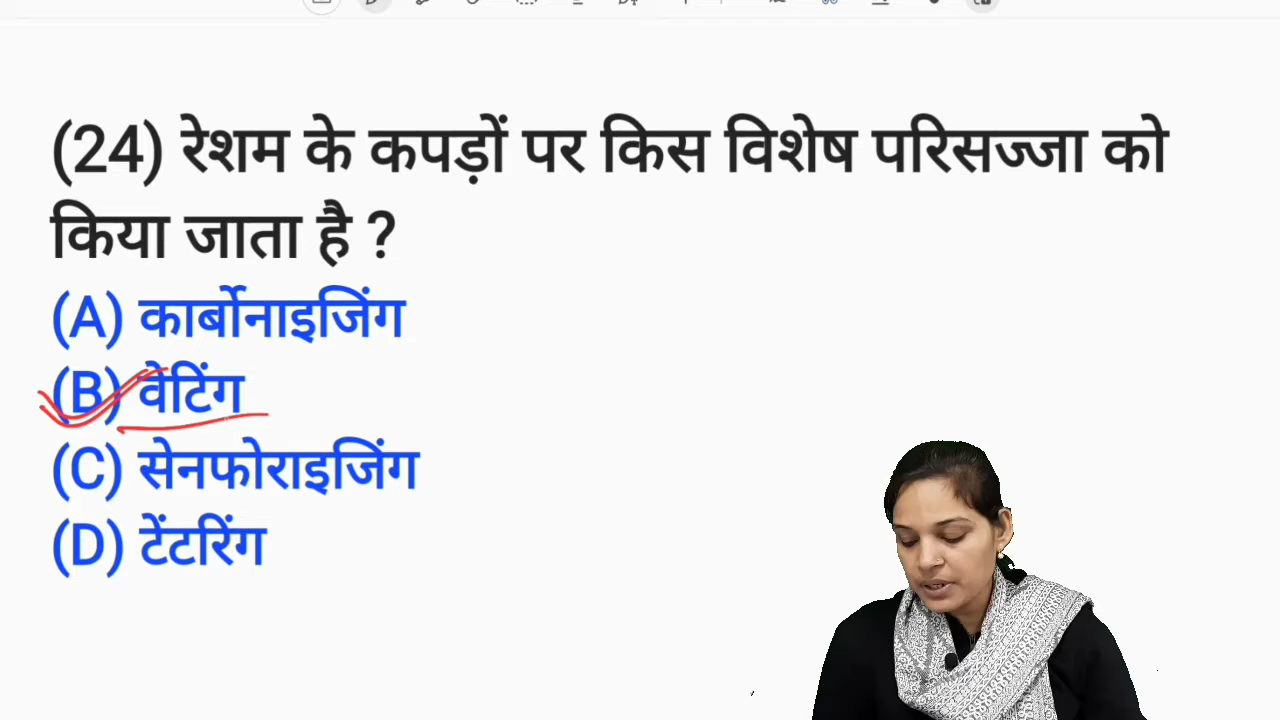 (24) रेशम के कपड़ों पर किस विशेष परिसज्जा को
किया जाता है ?
(A) कार्बोनाइजिंग
(B) वेटिंग
(C) सेनफोराइजिंग
(D) टेंटरिंग